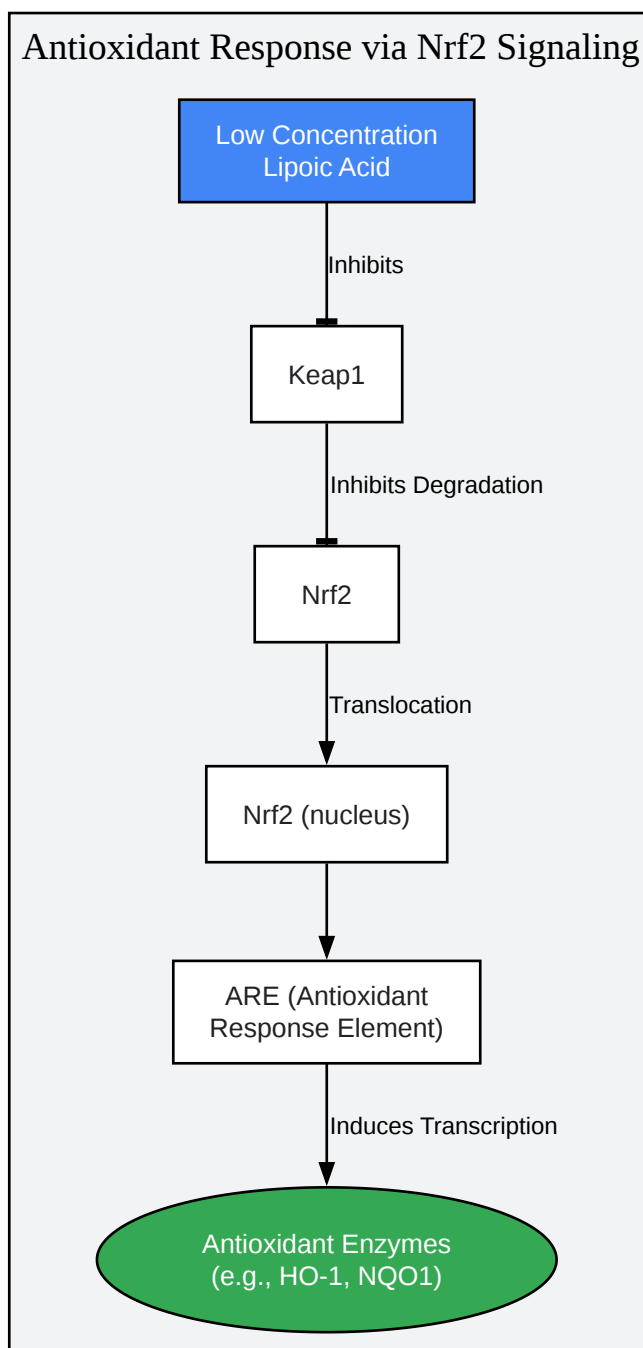 Antioxidant Response via Nrf2 Signaling
Low Concentration
Lipoic Acid
Inhibits
Keap1
Inhibits Degradation
Nrf2
Translocation
Nrf2 (nucleus)
ARE (Antioxidant
Response Element)
Induces Transcription
Antioxidant Enzymes
(e.g., HO-1, NQO1)